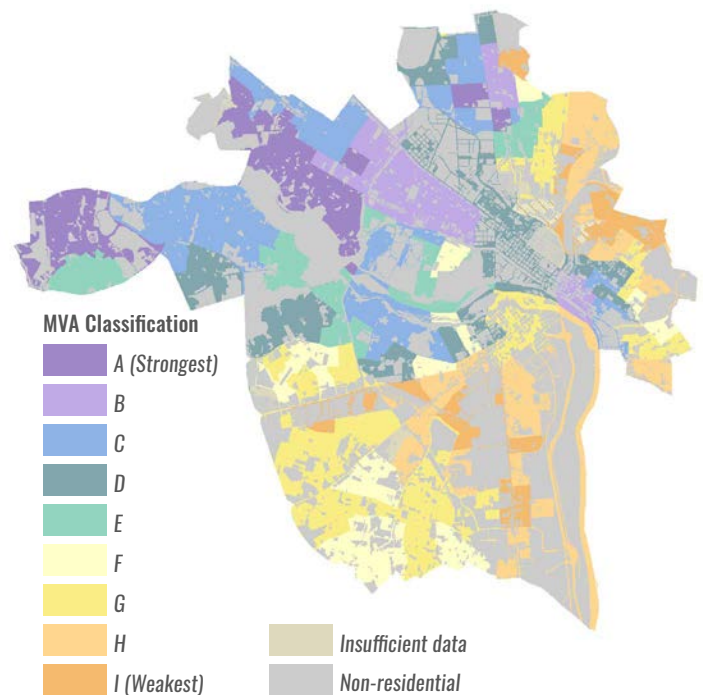 MVA Classification
A (Strongest)
B
C
D
E
F
G
H
I (Weakest)
Insufficient data
Non-residential